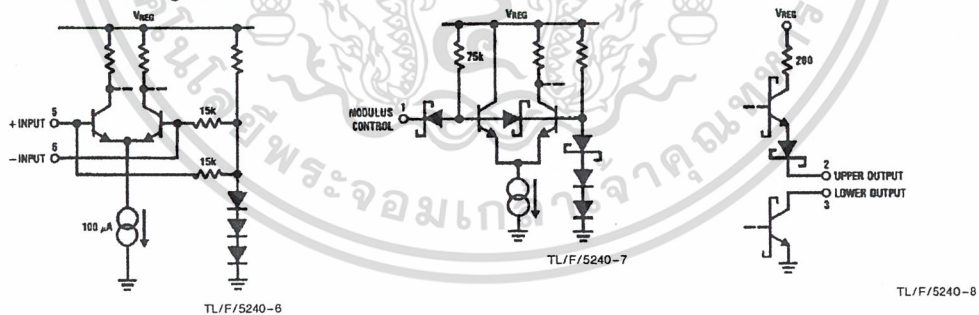 VREG
5
+ INPUT
6
− INPUT
15k
15k
100 µA
TL/F/5240-6
VREG
75k
1
MODULUS
CONTROL
TL/F/5240-7
VREG
280
2
UPPER OUTPUT
LOWER OUTPUT
3
TL/F/5240-8